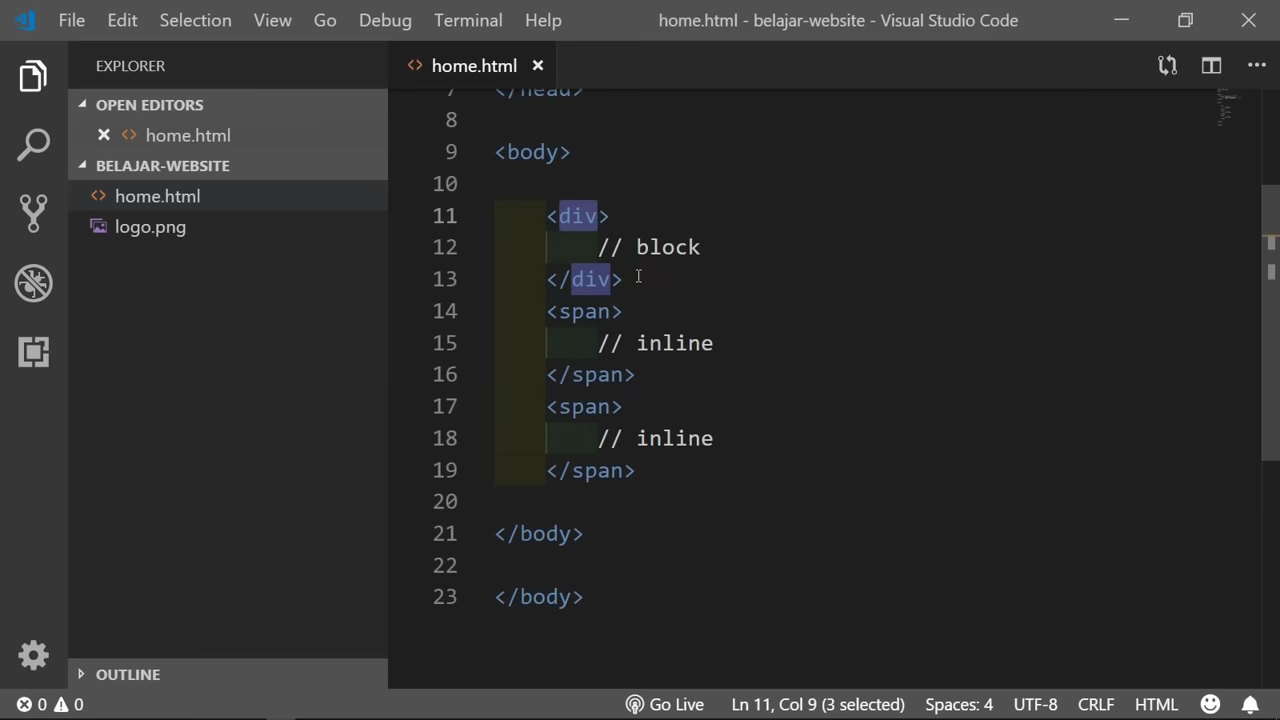 File Edit Selection View Go Debug Terminal Help home.html - belajar-website - Visual Studio Code
EXPLORER
home.html
OPEN EDITORS
home.html
BELAJAR-WEBSITE
home.html
logo.png
OUTLINE
7 </head>
8
9 <body>
10
11 <div>
12 // block
13 </div>
14 <span>
15 // inline
16 </span>
17 <span>
18 // inline
19 </span>
20
21 </body>
22
23 </body>
0 0 Go Live Ln 11, Col 9 (3 selected) Spaces: 4 UTF-8 CRLF HTML